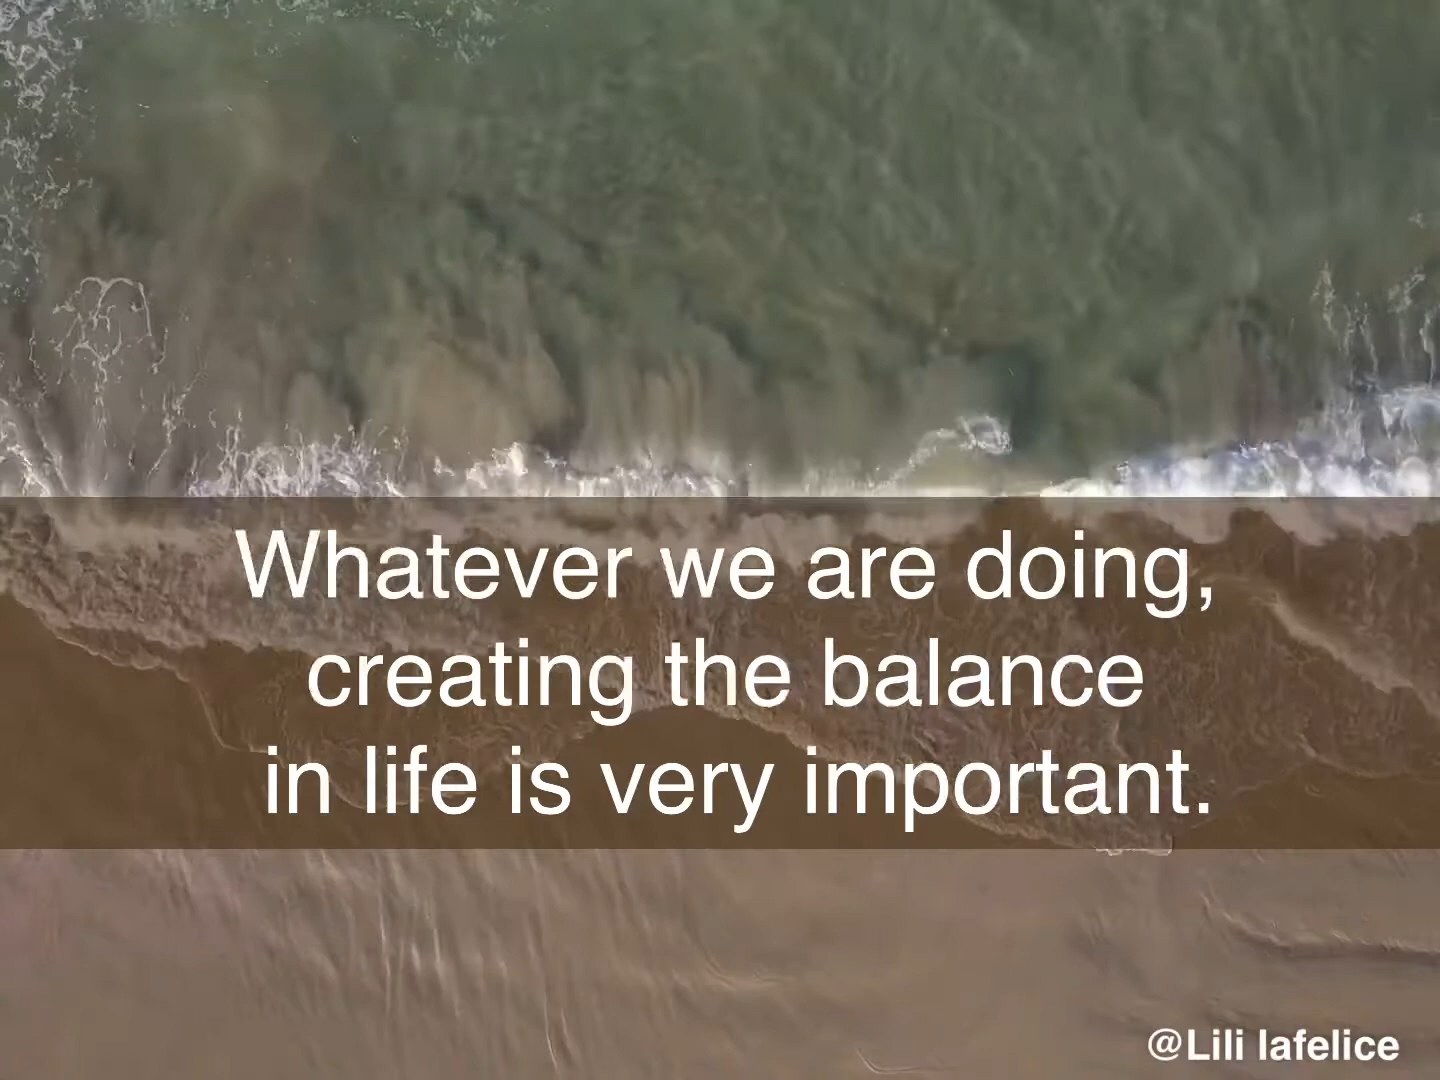 Whatever we are doing,
creating the balance
in life is very important.
@Lili lafelice